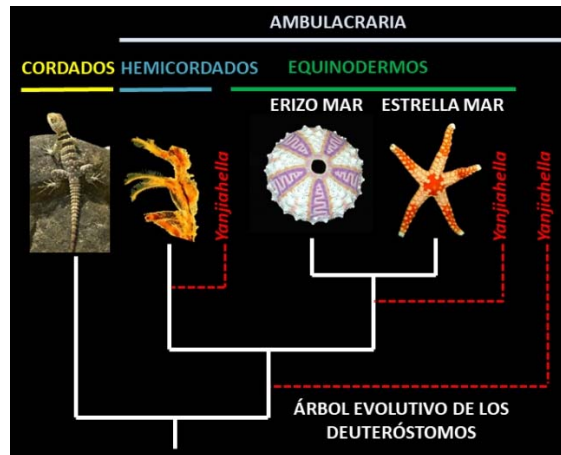 AMBULACRARIA
CORDADOS HEMICORDADOS EQUINODERMOS
ERIZO MAR ESTRELLA MAR
Yanjiahella
Yanjiahella
Yanjiahella
ÁRBOL EVOLUTIVO DE LOS
DEUTERÓSTOMOS